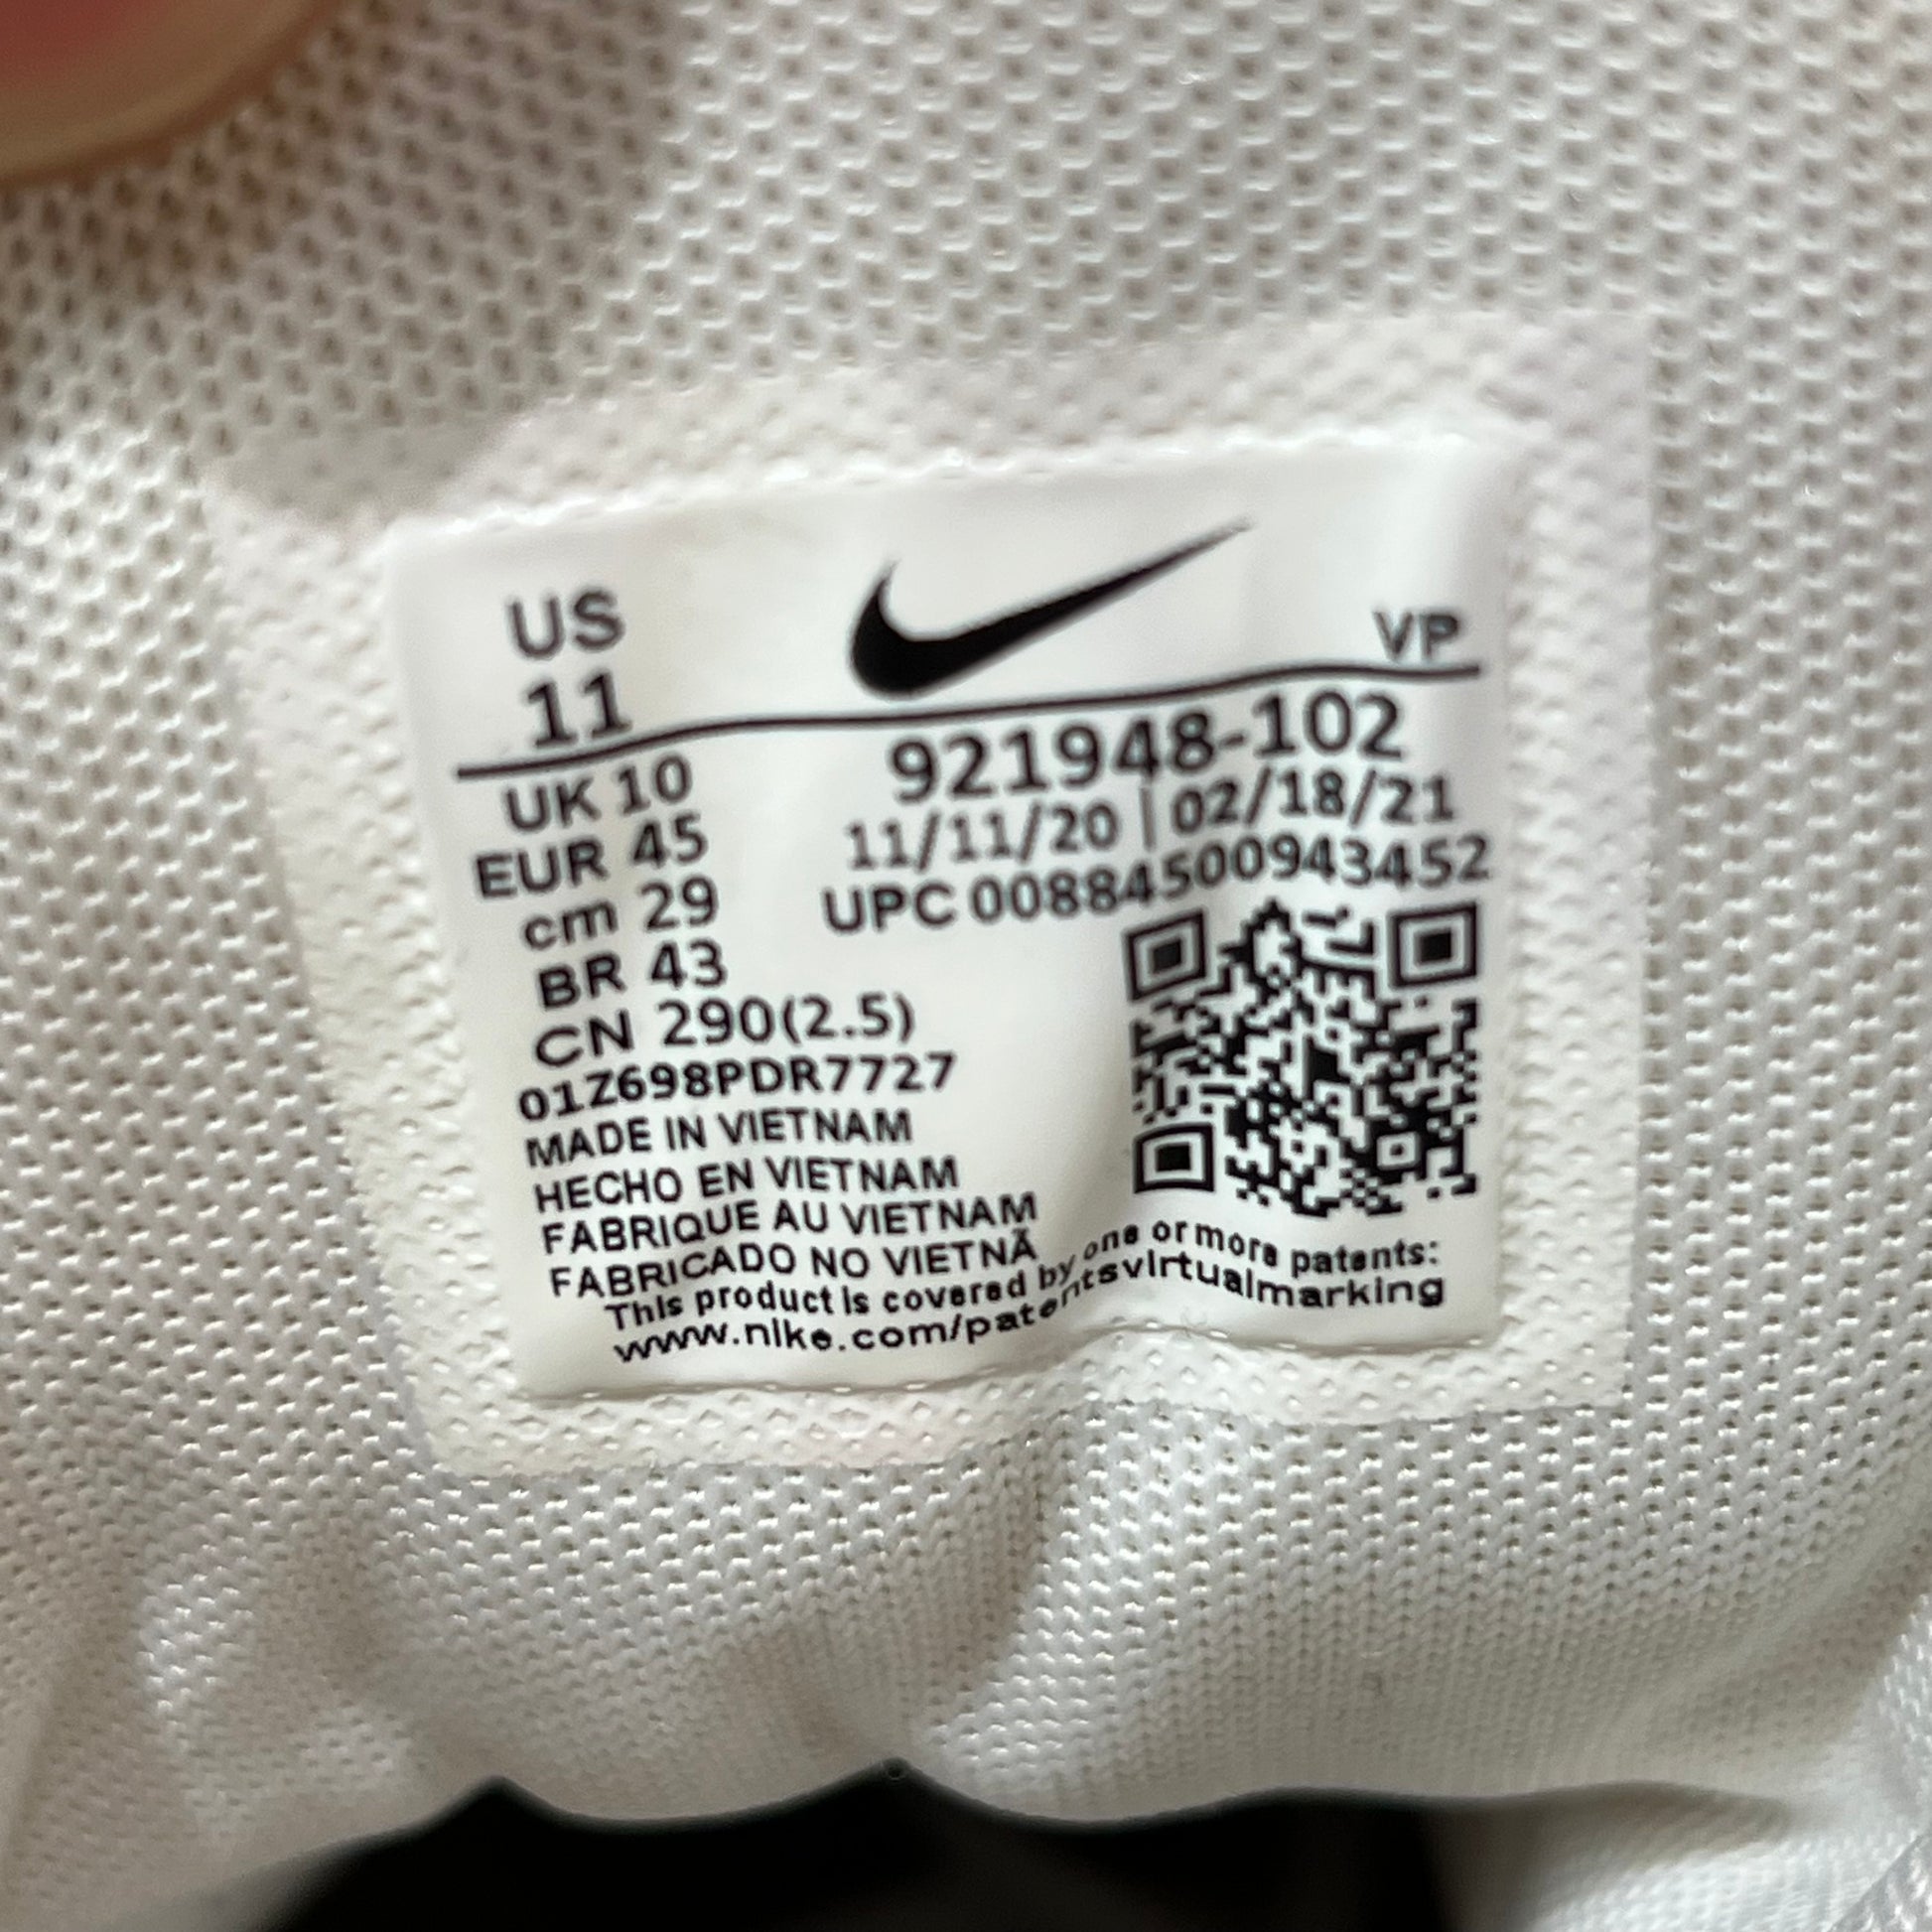 US
11
VP
UK 10
EUR 45
cm 29
BR 43
CN 290(2.5)
921948-102
11/11/20 | 02/18/21
UPC 00884500943452
01Z698PDR7727
MADE IN VIETNAM
HECHO EN VIETNAM
FABRIQUE AU VIETNAM
FABRICADO NO VIETNÃ
This product is covered by one or more patents:
www.nike.com/patentsvirtualmarking